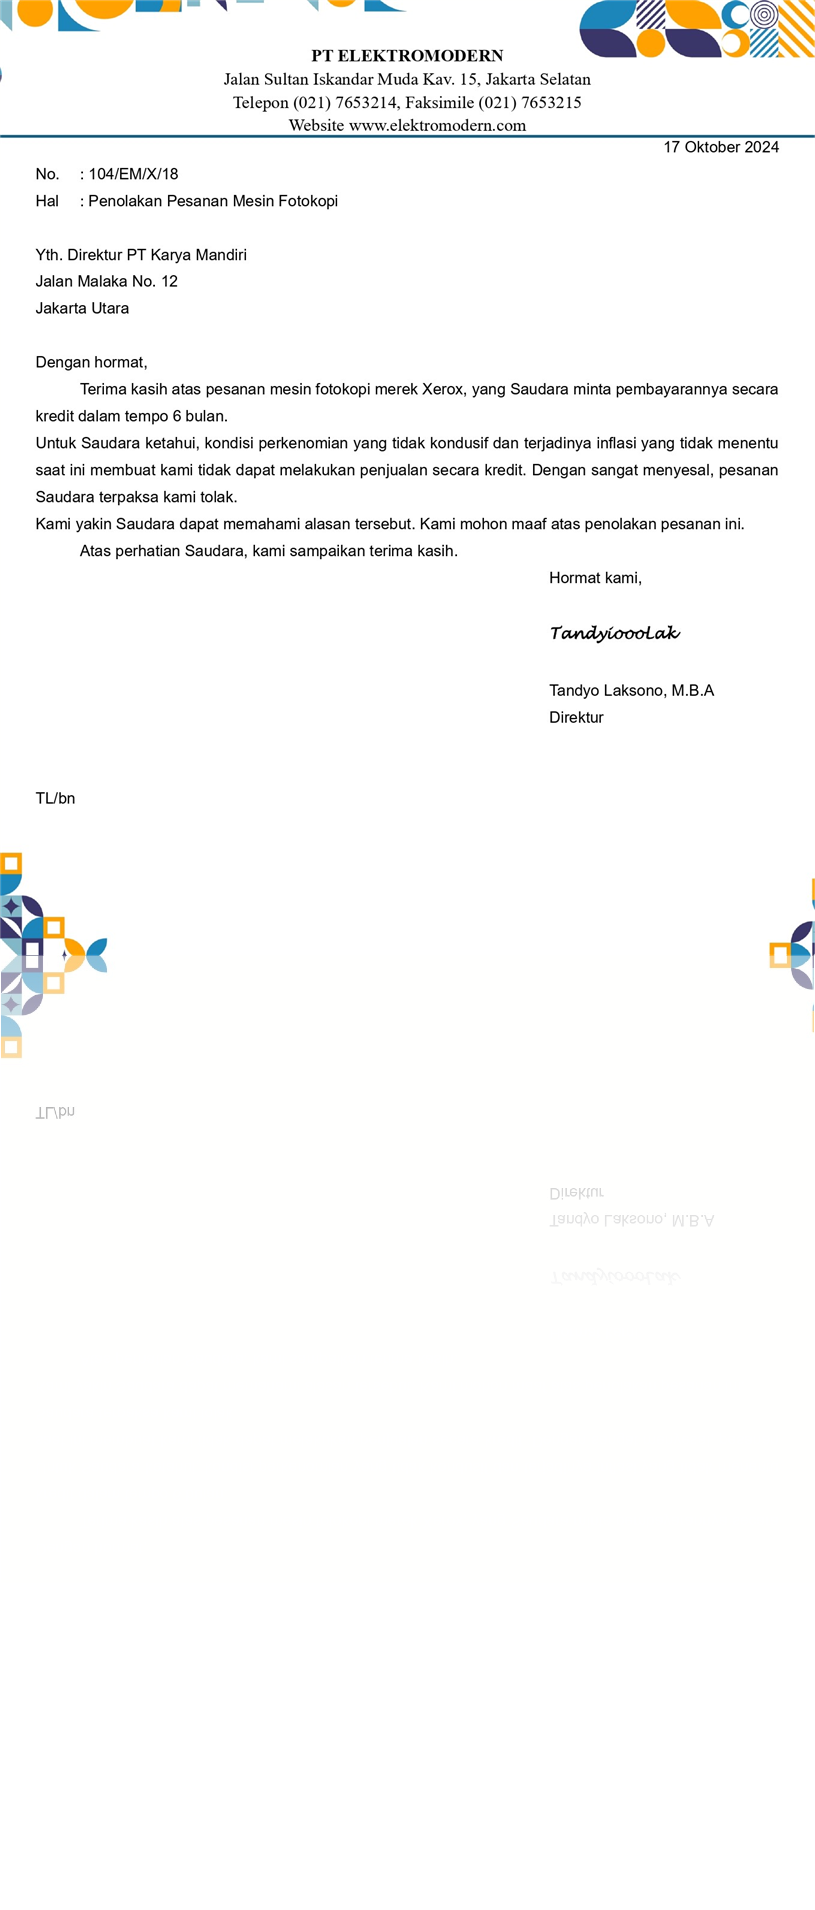 PT ELEKTROMODERN
Jalan Sultan Iskandar Muda Kav. 15, Jakarta Selatan
Telepon (021) 7653214, Faksimile (021) 7653215
Website www.elektromodern.com
17 Oktober 2024
No. : 104/EM/X/18
Hal : Penolakan Pesanan Mesin Fotokopi
Yth. Direktur PT Karya Mandiri
Jalan Malaka No. 12
Jakarta Utara
Dengan hormat,
Terima kasih atas pesanan mesin fotokopi merek Xerox, yang Saudara minta pembayarannya secara
kredit dalam tempo 6 bulan.
Untuk Saudara ketahui, kondisi perkenomian yang tidak kondusif dan terjadinya inflasi yang tidak menentu
saat ini membuat kami tidak dapat melakukan penjualan secara kredit. Dengan sangat menyesal, pesanan
Saudara terpaksa kami tolak.
Kami yakin Saudara dapat memahami alasan tersebut. Kami mohon maaf atas penolakan pesanan ini.
Atas perhatian Saudara, kami sampaikan terima kasih.
Hormat kami,
TandyioooLak
Tandyo Laksono, M.B.A
Direktur
TL/bn
TL/bn
Direktur
Tandyo Laksono, M.B.A
TandyioooLak